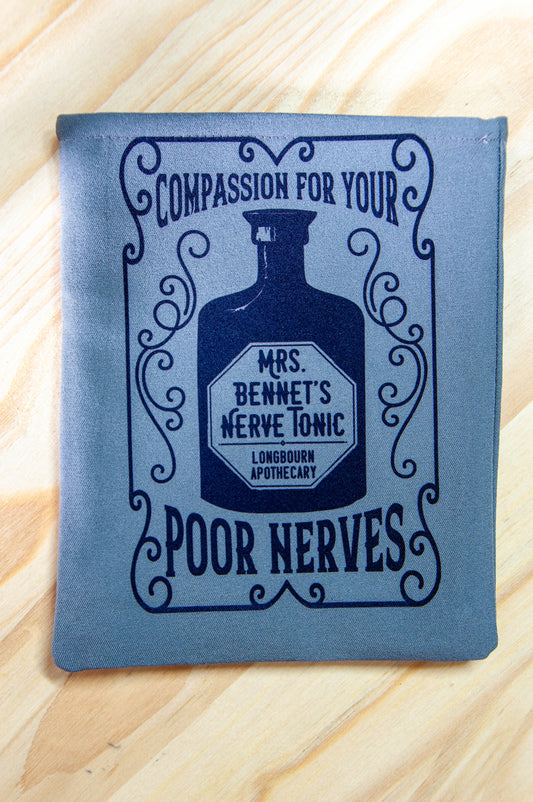 COMPASSION FOR YOUR
MRS.
BENNET'S
NERVE TONIC
LONGBOURN
APOTHECARY
POOR NERVES